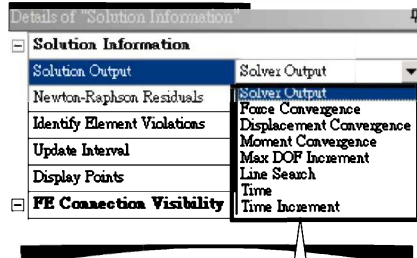 Details of "Solution Information"
Solution Information
Solution Output Solver Output
Newton-Raphson Residuals Solver Output
Force Convergence
Identify Element Violations Displacement Convergence
Moment Convergence
Update Interval Max DOF Increment
Line Search
Display Points Time
FE Connection Visibility Time Increment